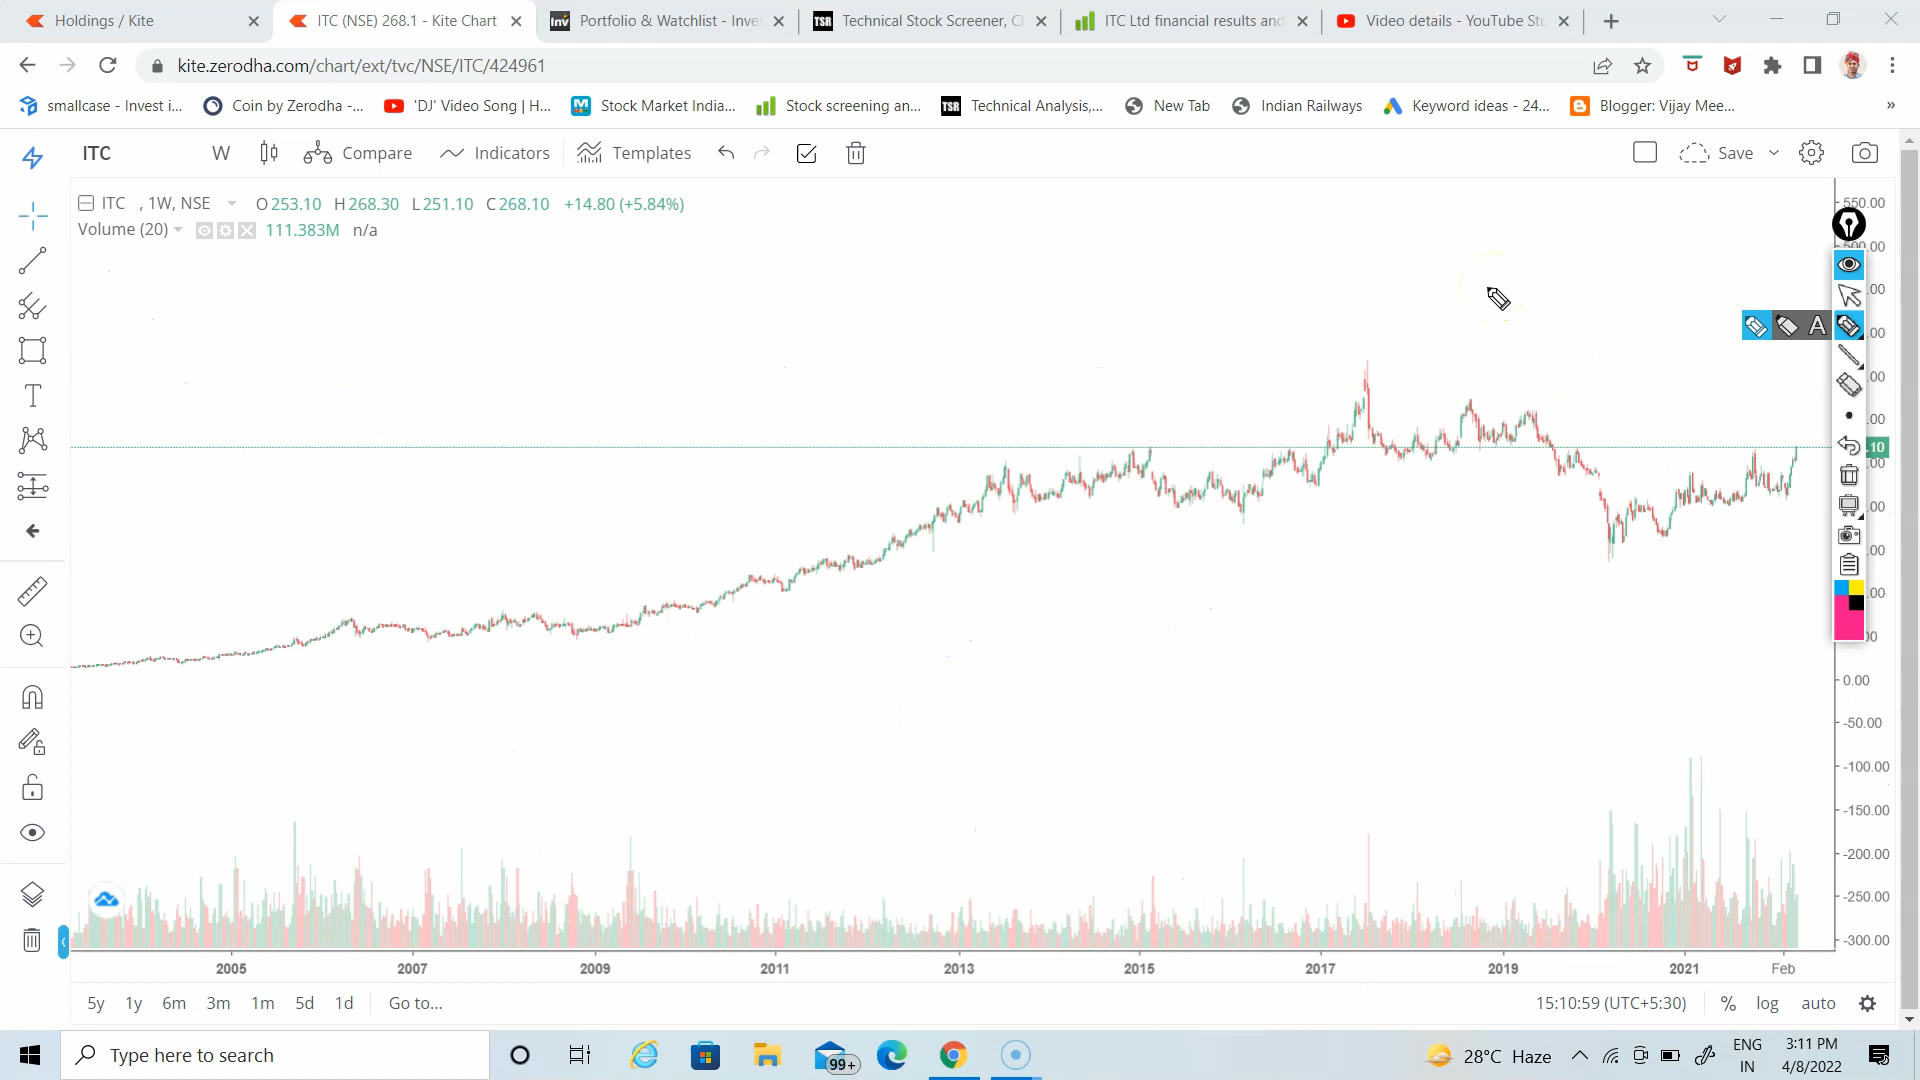 Holdings / Kite
ITC (NSE) 268.1 - Kite Chart
Inv
Portfolio & Watchlist - Inve
TSR
Technical Stock Screener, C
ITC Ltd financial results and
Video details - YouTube Stu
kite.zerodha.com/chart/ext/tvc/NSE/ITC/424961
smallcase - Invest i...
Coin by Zerodha -...
'DJ' Video Song | H...
M
Stock Market India...
Stock screening an...
TSR
Technical Analysis,...
New Tab
Indian Railways
Keyword ideas - 24...
Blogger: Vijay Mee...
»
ITC
W
Compare
Indicators
Templates
Save
ITC , 1W, NSE
O 253.10 H 268.30 L 251.10 C 268.10 +14.80 (+5.84%)
Volume (20)
111.383M n/a
T
A
550.00
.10
0.00
-50.00
-100.00
-150.00
-200.00
-250.00
-300.00
2005 2007 2009 2011 2013 2015 2017 2019 2021 Feb
5y 1y 6m 3m 1m 5d 1d Go to...
15:10:59 (UTC+5:30) % log auto
Type here to search
99+
28°C Haze
ENG
IN
3:11 PM
4/8/2022